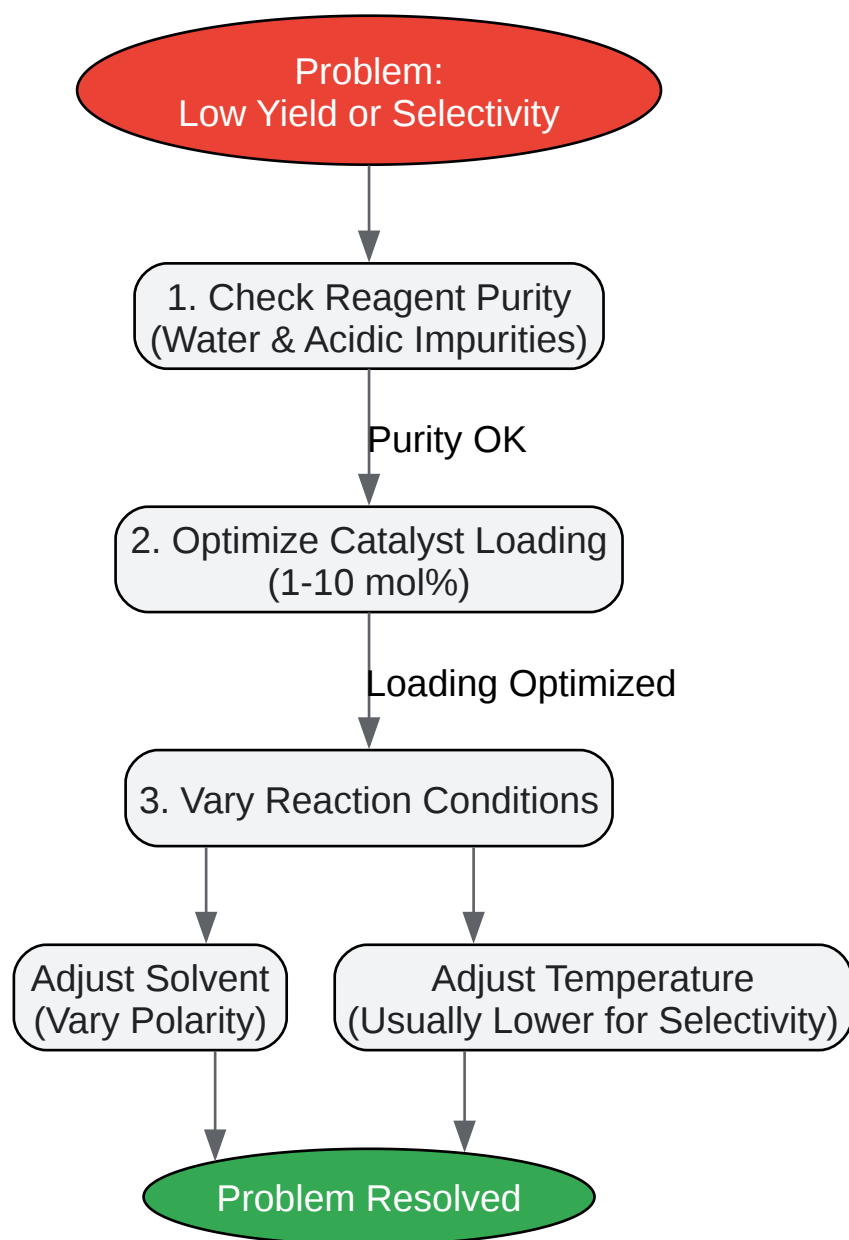 Problem:
Low Yield or Selectivity
1. Check Reagent Purity
(Water & Acidic Impurities)
Purity OK
2. Optimize Catalyst Loading
(1-10 mol%)
Loading Optimized
3. Vary Reaction Conditions
Adjust Solvent
(Vary Polarity)
Adjust Temperature
(Usually Lower for Selectivity)
Problem Resolved